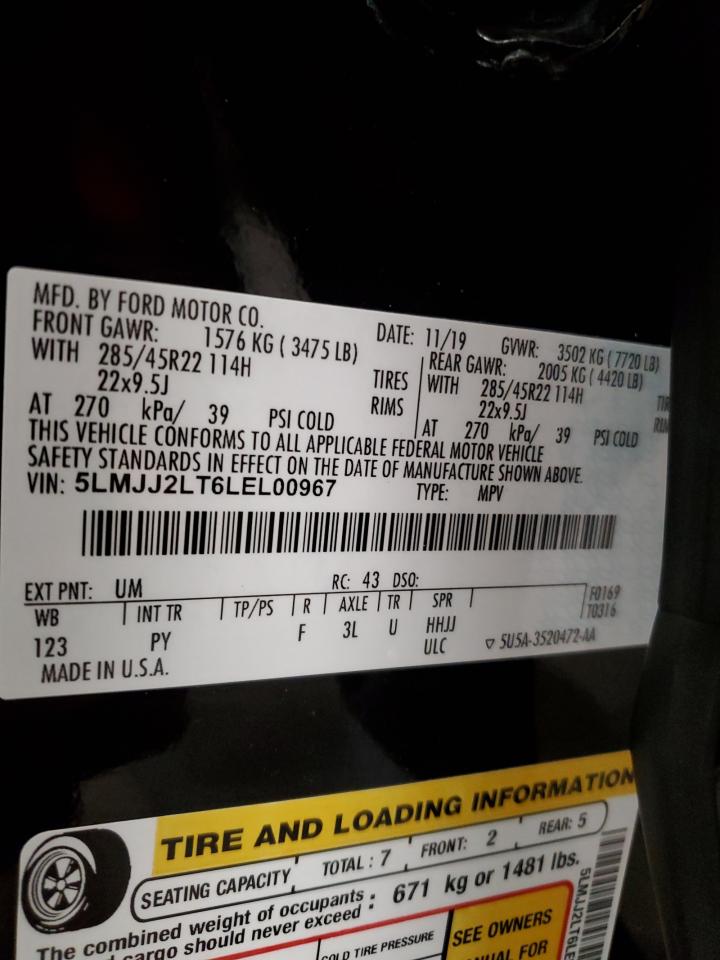 MFD. BY FORD MOTOR CO.
DATE: 11/19 GVWR: 3502 KG ( 7720 LB)
FRONT GAWR: 1576 KG ( 3475 LB) REAR GAWR: 2005 KG ( 4420 LB)
WITH 285/45R22 114H TIRES WITH 285/45R22 114H
22x9.5J RIMS 22x9.5J
AT 270 kPa/ 39 PSI COLD AT 270 kPa/ 39 PSI COLD
THIS VEHICLE CONFORMS TO ALL APPLICABLE FEDERAL MOTOR VEHICLE
SAFETY STANDARDS IN EFFECT ON THE DATE OF MANUFACTURE SHOWN ABOVE.
VIN: 5LMJJ2LT6LEL00967 TYPE: MPV
EXT PNT: UM RC: 43 DSO:
WB INT TR TP/PS R AXLE TR SPR F0169
T0316
123 PY F 3L U HHJJ
ULC ▽ 5U5A-3520472-AA
MADE IN U.S.A.
TIRE AND LOADING INFORMATION
SEATING CAPACITY TOTAL : 7 FRONT: 2 REAR: 5
The combined weight of occupants : 671 kg or 1481 lbs.
cargo should never exceed
COLD TIRE PRESSURE SEE OWNERS
FOR
5LMJJ2LT6LE